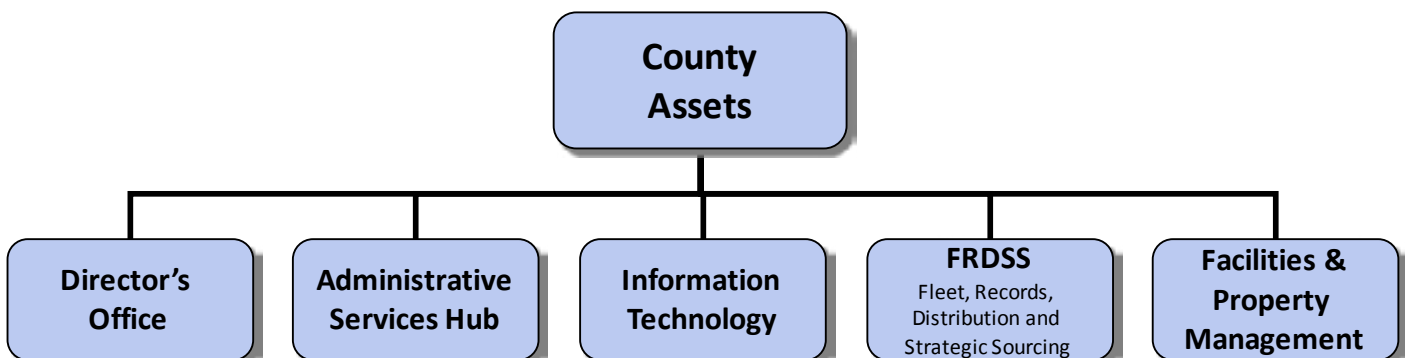 County
Assets
Director’s
Office
Administrative
Services Hub
Information
Technology
FRDSS
Fleet, Records,
Distribution and
Strategic Sourcing
Facilities &
Property
Management